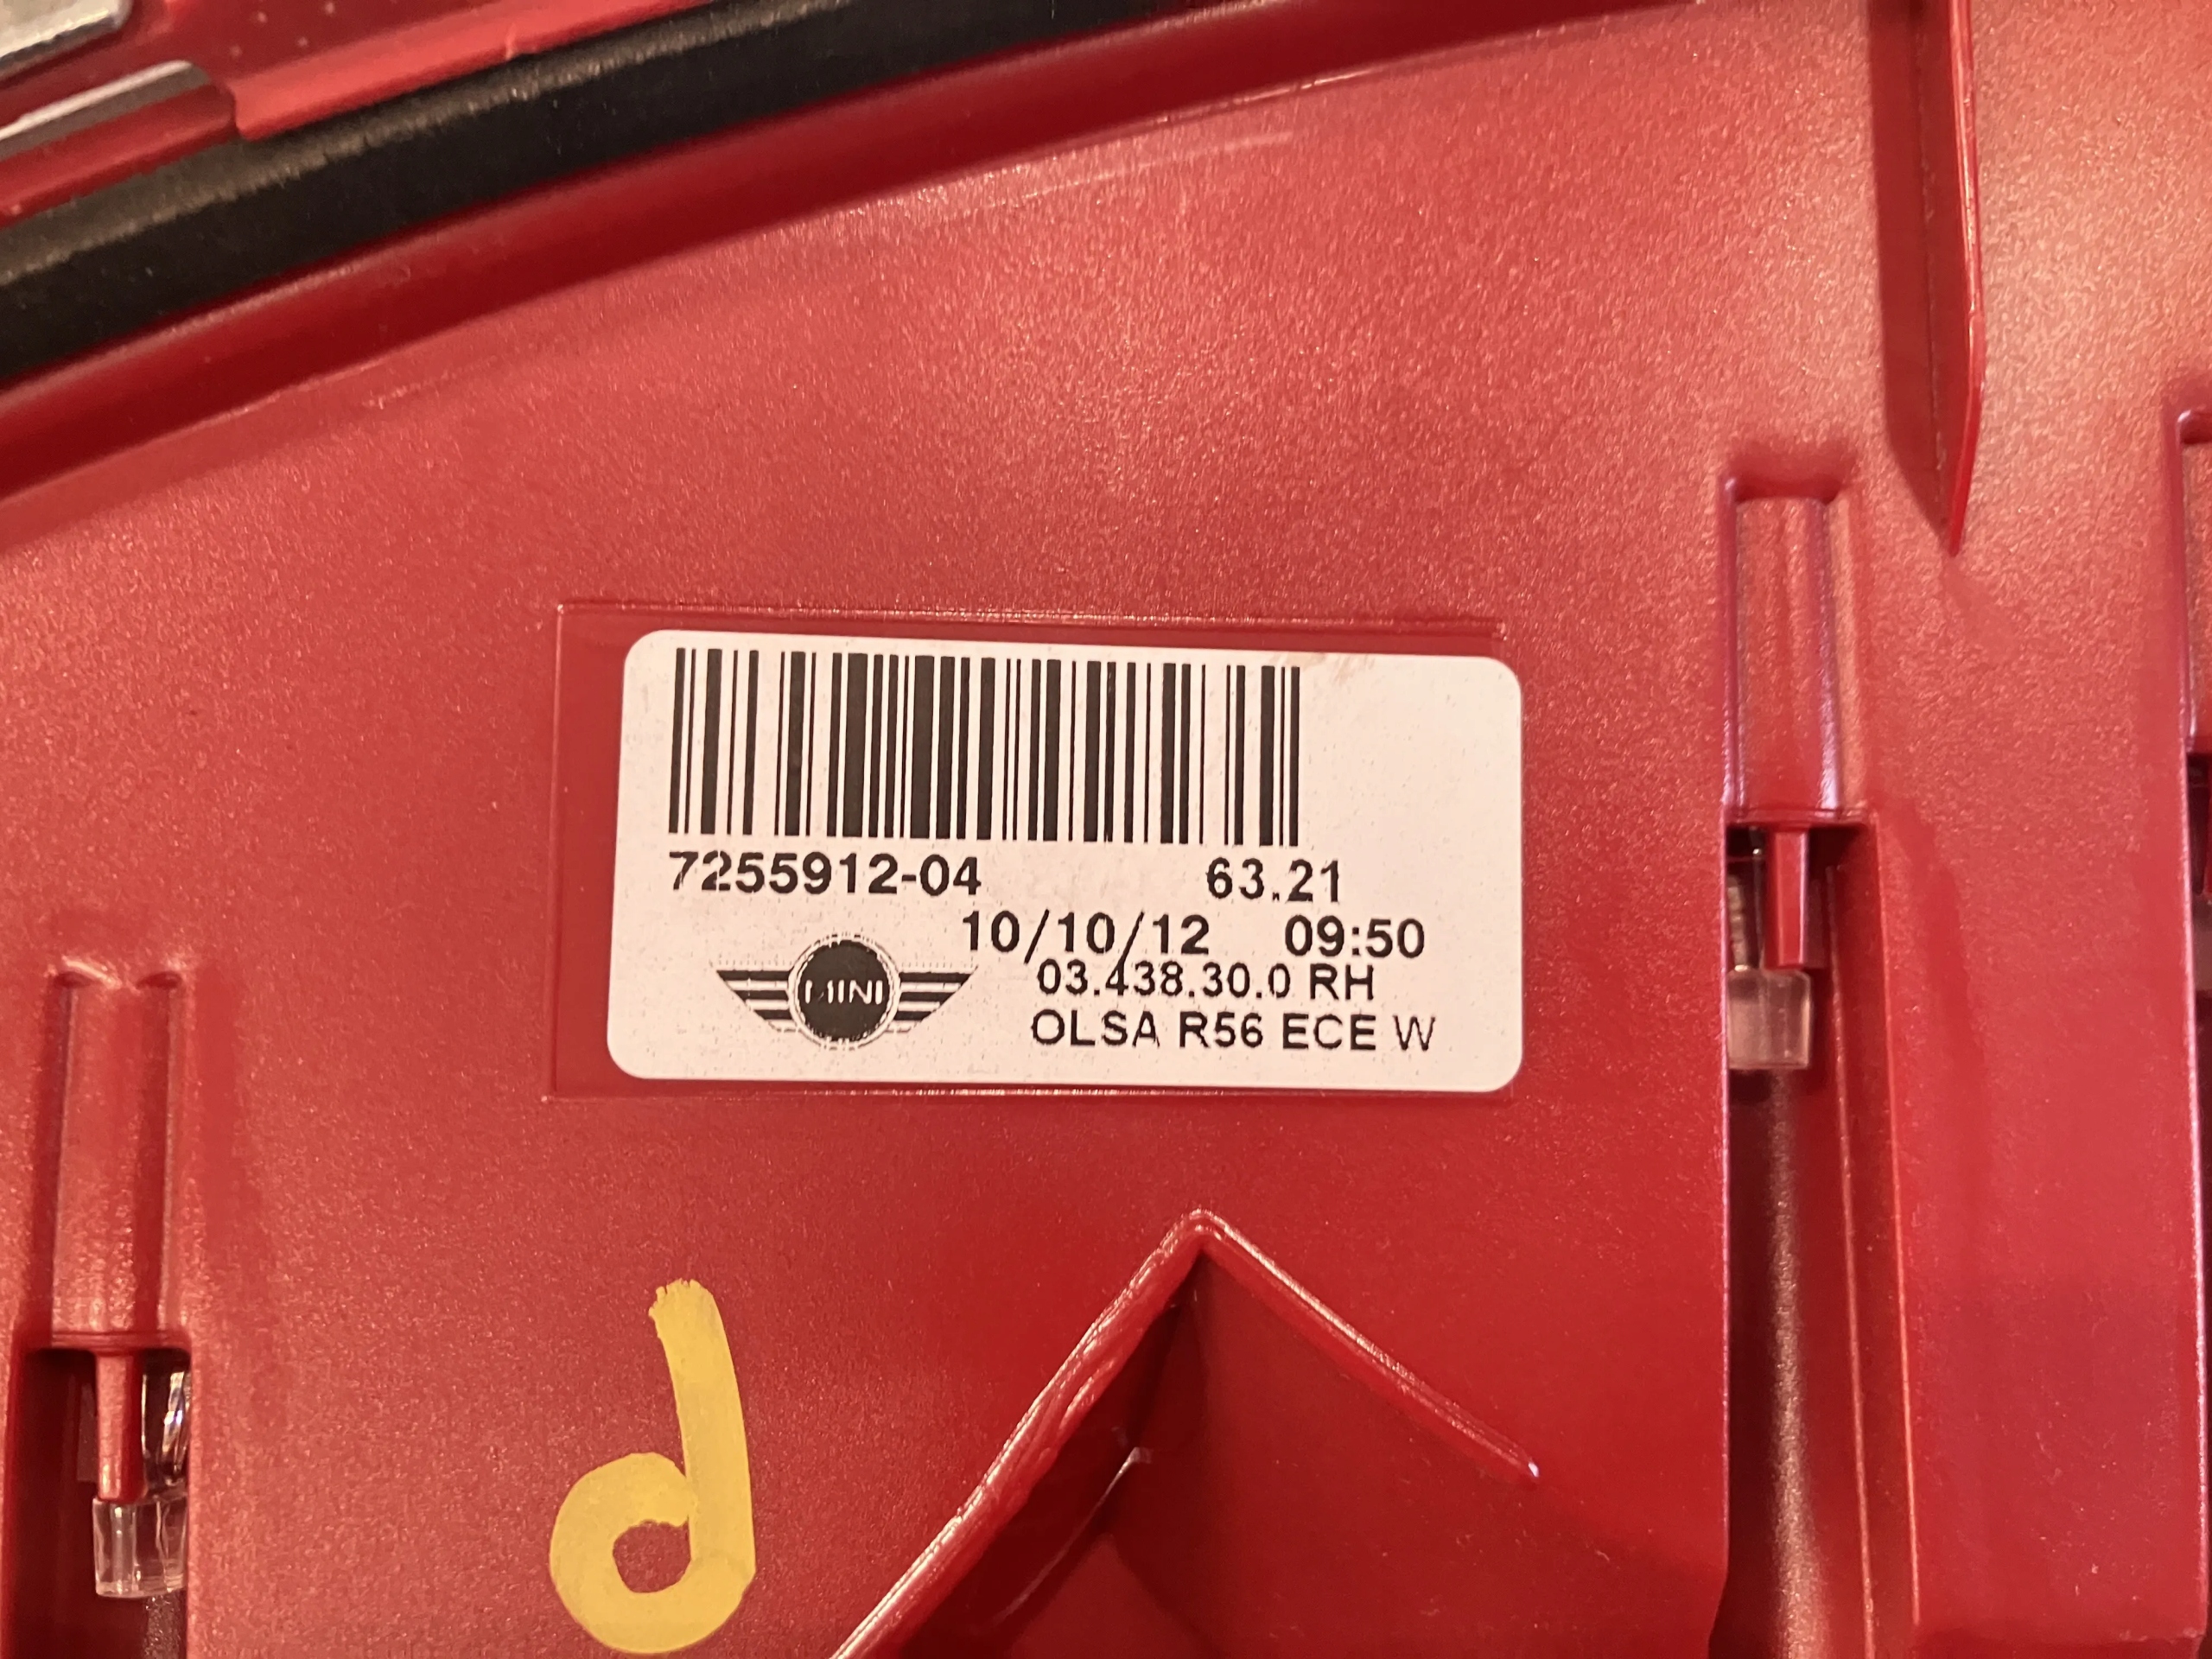 7255912-04 63.21
10/10/12 09:50
MINI
03.438.30.0 RH
OLSA R56 ECE W
d